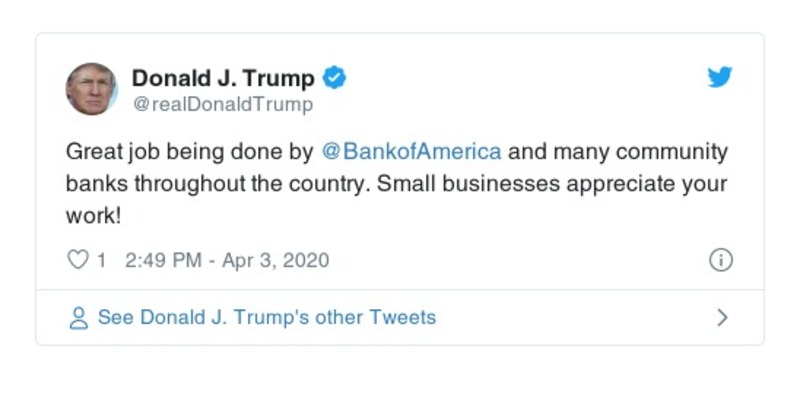 Donald J. Trump
@realDonaldTrump
Great job being done by @BankofAmerica and many community
banks throughout the country. Small businesses appreciate your
work!
1 2:49 PM - Apr 3, 2020
See Donald J. Trump's other Tweets